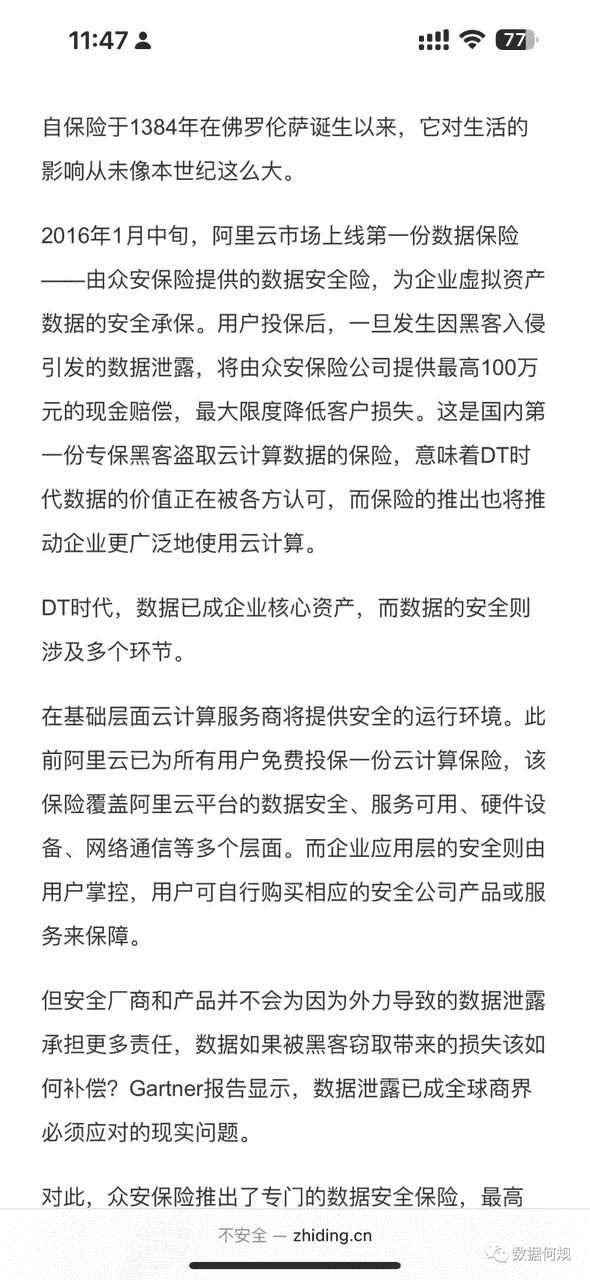 11:47
77
自保险于1384年在佛罗伦萨诞生以来，它对生活的
影响从未像本世纪这么大。
2016年1月中旬，阿里云市场上线第一份数据保险
——由众安保险提供的数据安全险，为企业虚拟资产
数据的安全承保。用户投保后，一旦发生因黑客入侵
引发的数据泄露，将由众安保险公司提供最高100万
元的现金赔偿，最大限度降低客户损失。这是国内第
一份专保黑客盗取云计算数据的保险，意味着DT时
代数据的价值正在被各方认可，而保险的推出也将推
动企业更广泛地使用云计算。
DT时代，数据已成企业核心资产，而数据的安全则
涉及多个环节。
在基础层面云计算服务商将提供安全的运行环境。此
前阿里云已为所有用户免费投保一份云计算保险，该
保险覆盖阿里云平台的数据安全、服务可用、硬件设
备、网络通信等多个层面。而企业应用层的安全则由
用户掌控，用户可自行购买相应的安全公司产品或服
务来保障。
但安全厂商和产品并不会为因为外力导致的数据泄露
承担更多责任，数据如果被黑客窃取带来的损失该如
何补偿？Gartner报告显示，数据泄露已成全球商界
必须应对的现实问题。
对此，众安保险推出了专门的数据安全保险，最高
不安全 — zhiding.cn
数据何规